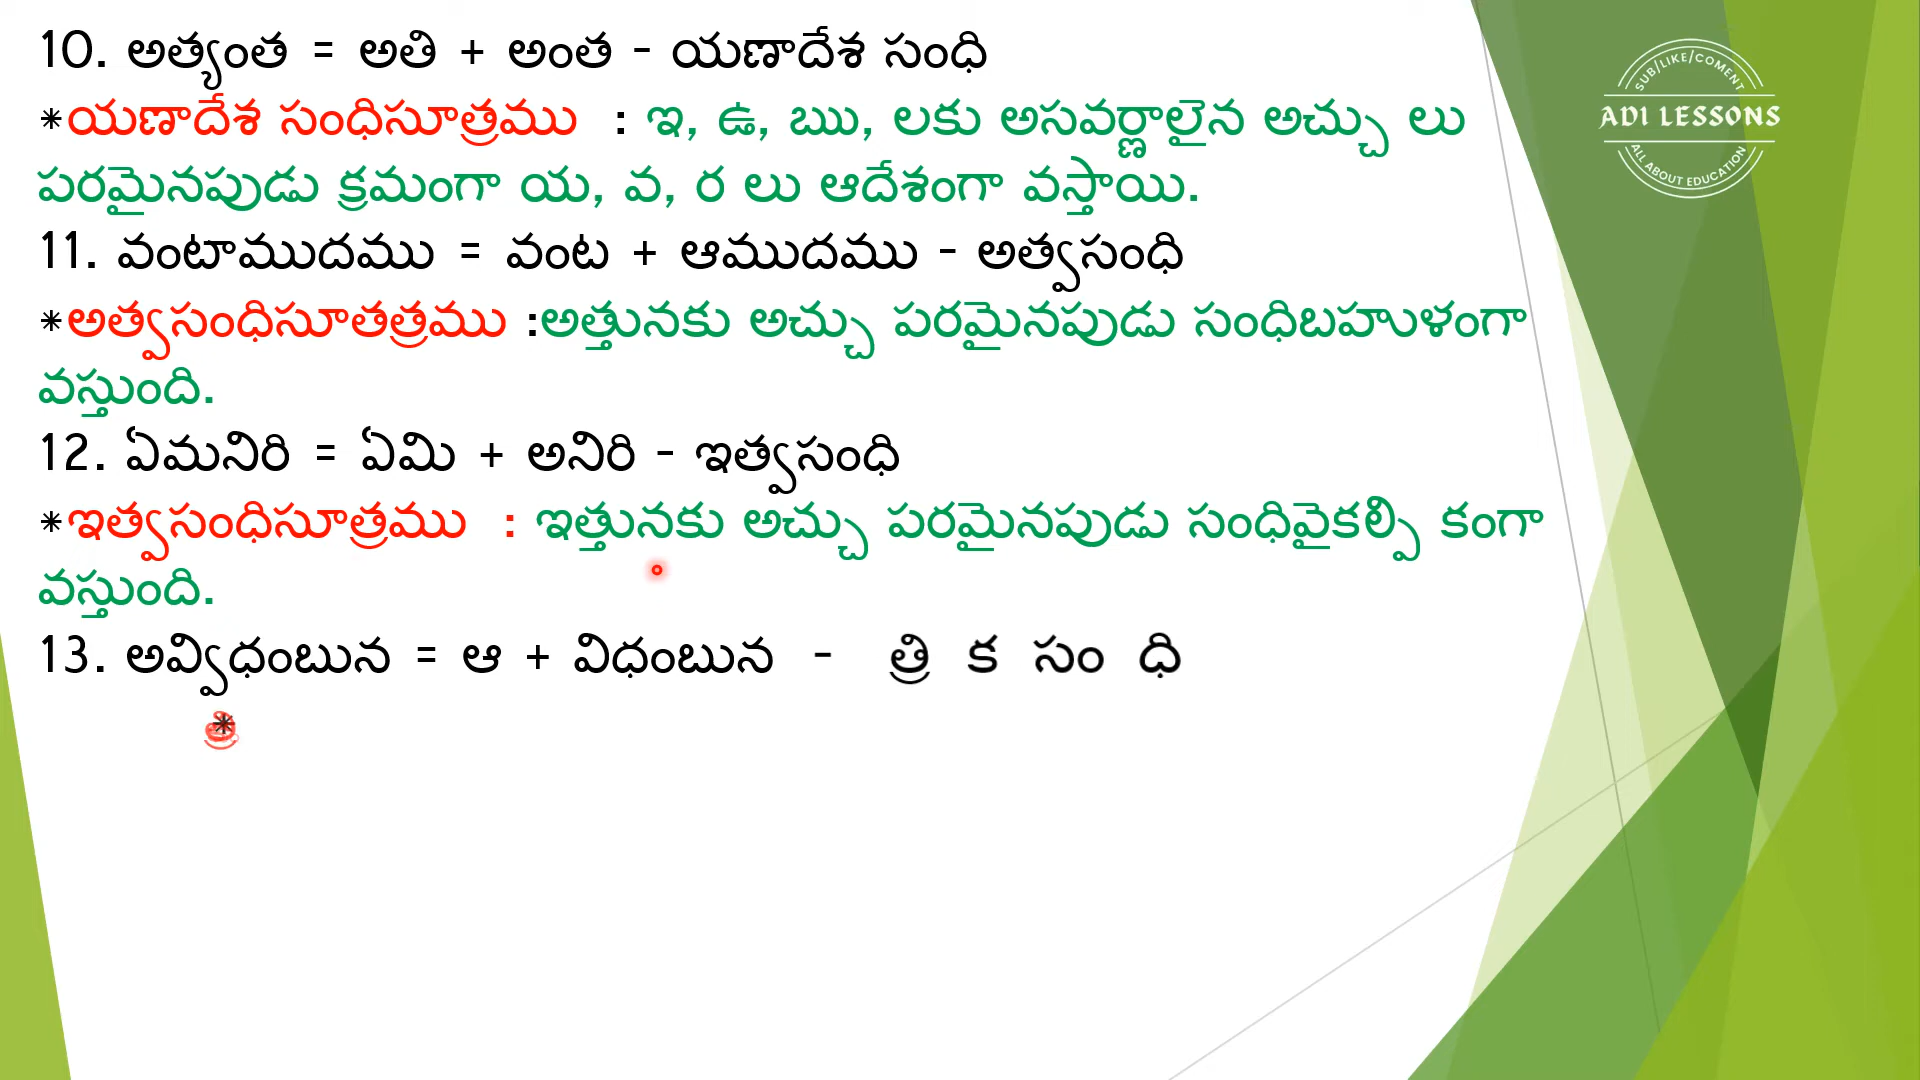 10. అత్యంత = అతి + అంత - యణాదేశ సంధి
*యణాదేశ సంధిసూత్రము : ఇ, ఉ, ఋ, లకు అసవర్ణాలైన అచ్చు లు
పరమైనపుడు క్రమంగా య, వ, ర లు ఆదేశంగా వస్తాయి.
11. వంటాముదము = వంట + ఆముదము - అత్వసంధి
*అత్వసంధిసూతత్రము :అత్తునకు అచ్చు పరమైనపుడు సంధిబహుళంగా
వస్తుంది.
12. ఏమనిరి = ఏమి + అనిరి - ఇత్వసంధి
*ఇత్వసంధిసూత్రము : ఇత్తునకు అచ్చు పరమైనపుడు సంధివైకల్పి కంగా
వస్తుంది.
13. అవ్విధంబున = ఆ + విధంబున - త్రి క సం ధి
*
SUB/LIKE/COMENT
ADI LESSONS
ALL ABOUT EDUCATION